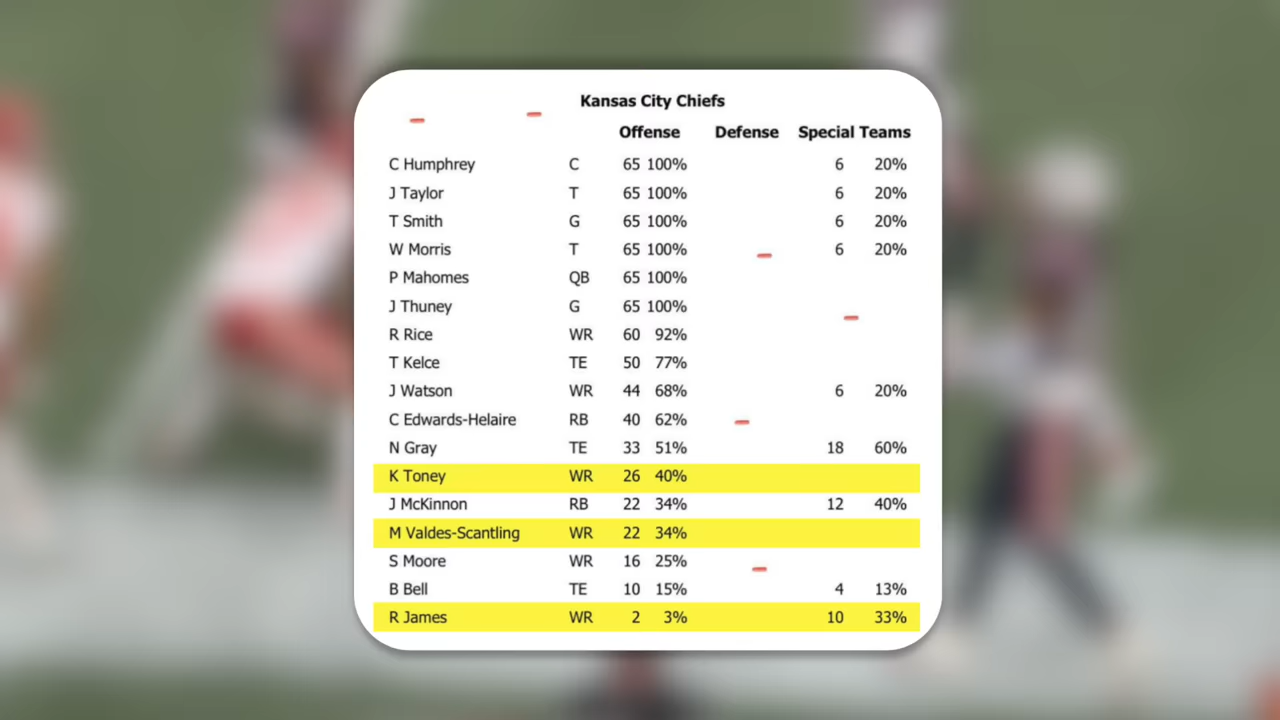 Kansas City Chiefs
Offense Defense Special Teams
C Humphrey C 65 100% 6 20%
J Taylor T 65 100% 6 20%
T Smith G 65 100% 6 20%
W Morris T 65 100% 6 20%
P Mahomes QB 65 100%
J Thuney G 65 100%
R Rice WR 60 92%
T Kelce TE 50 77%
J Watson WR 44 68% 6 20%
C Edwards-Helaire RB 40 62%
N Gray TE 33 51% 18 60%
K Toney WR 26 40%
J McKinnon RB 22 34% 12 40%
M Valdes-Scantling WR 22 34%
S Moore WR 16 25%
B Bell TE 10 15% 4 13%
R James WR 2 3% 10 33%